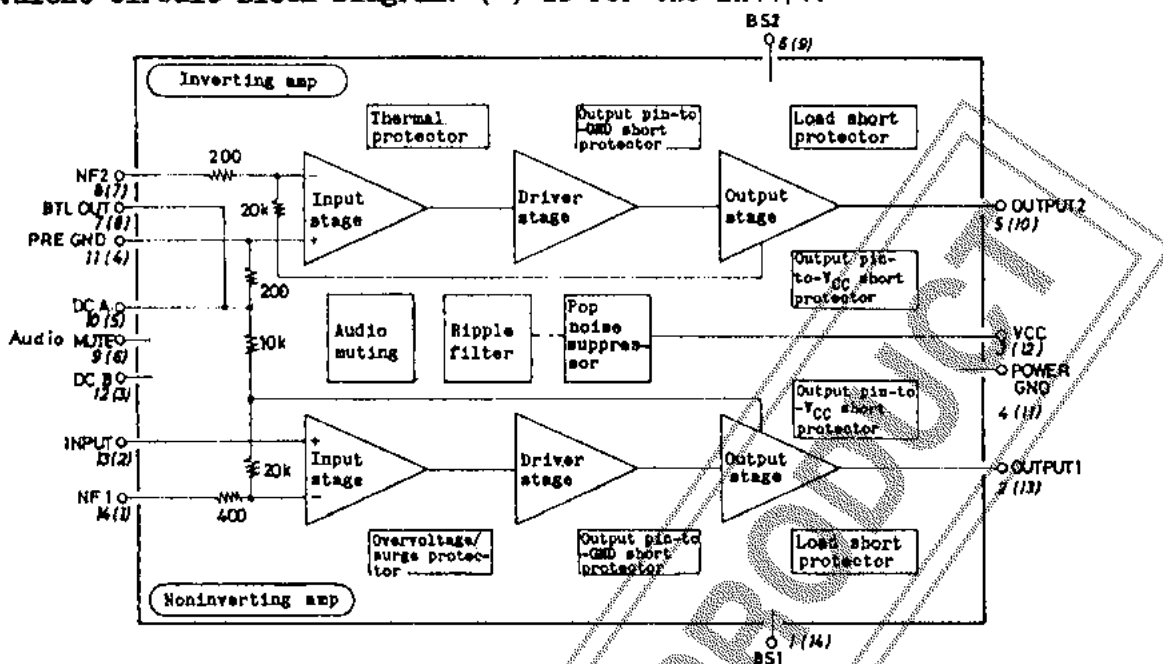 BS2
6 (9)
Inverting amp
Thermal
protector
Output pin-to
-GND short
protector
Load short
protector
200
NF2
8(7)
20k
Input
stage
Driver
stage
Output
stage
OUTPUT2
5 (10)
BTL OUT
7 (8)
PRE GND
11 (4)
200
Output pin-
to-VCC short
protector
DC A
10 (5)
Audio MUTE
9 (6)
10k
Audio
muting
Ripple
filter
Pop
noise
suppres-
sor
VCC
3 (12)
POWER
GND
4 (11)
DC B
12(3)
Output pin-to
-VCC short
protector
INPUT
13(2)
20k
Input
stage
Driver
stage
Output
stage
OUTPUT1
2 (13)
NF1
14(1)
400
Overvoltage/
surge protec-
tor
Output pin-to
-GND short
protector
Load short
protector
Noninverting amp
1 (14)
BS1